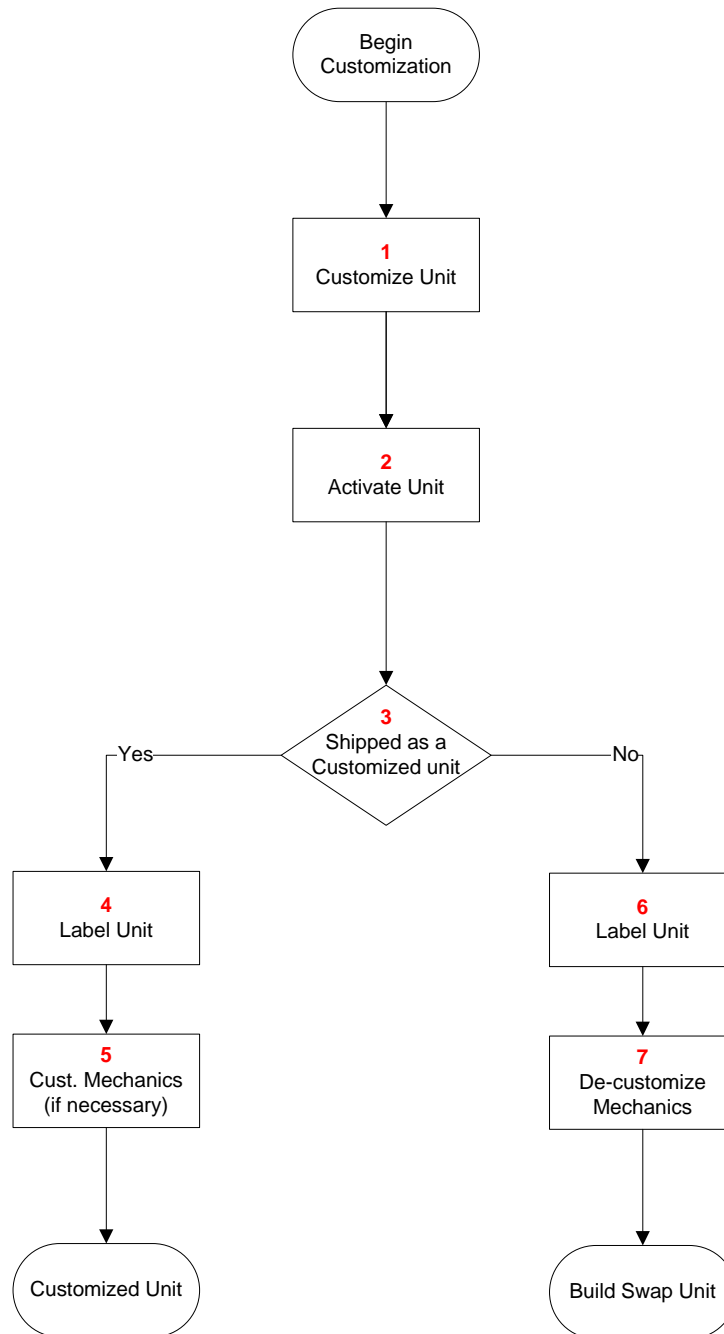 Begin
Customization
1
Customize Unit
2
Activate Unit
3
Shipped as a
Customized unit
Yes
No
4
Label Unit
6
Label Unit
5
Cust. Mechanics
(if necessary)
7
De-customize
Mechanics
Customized Unit
Build Swap Unit